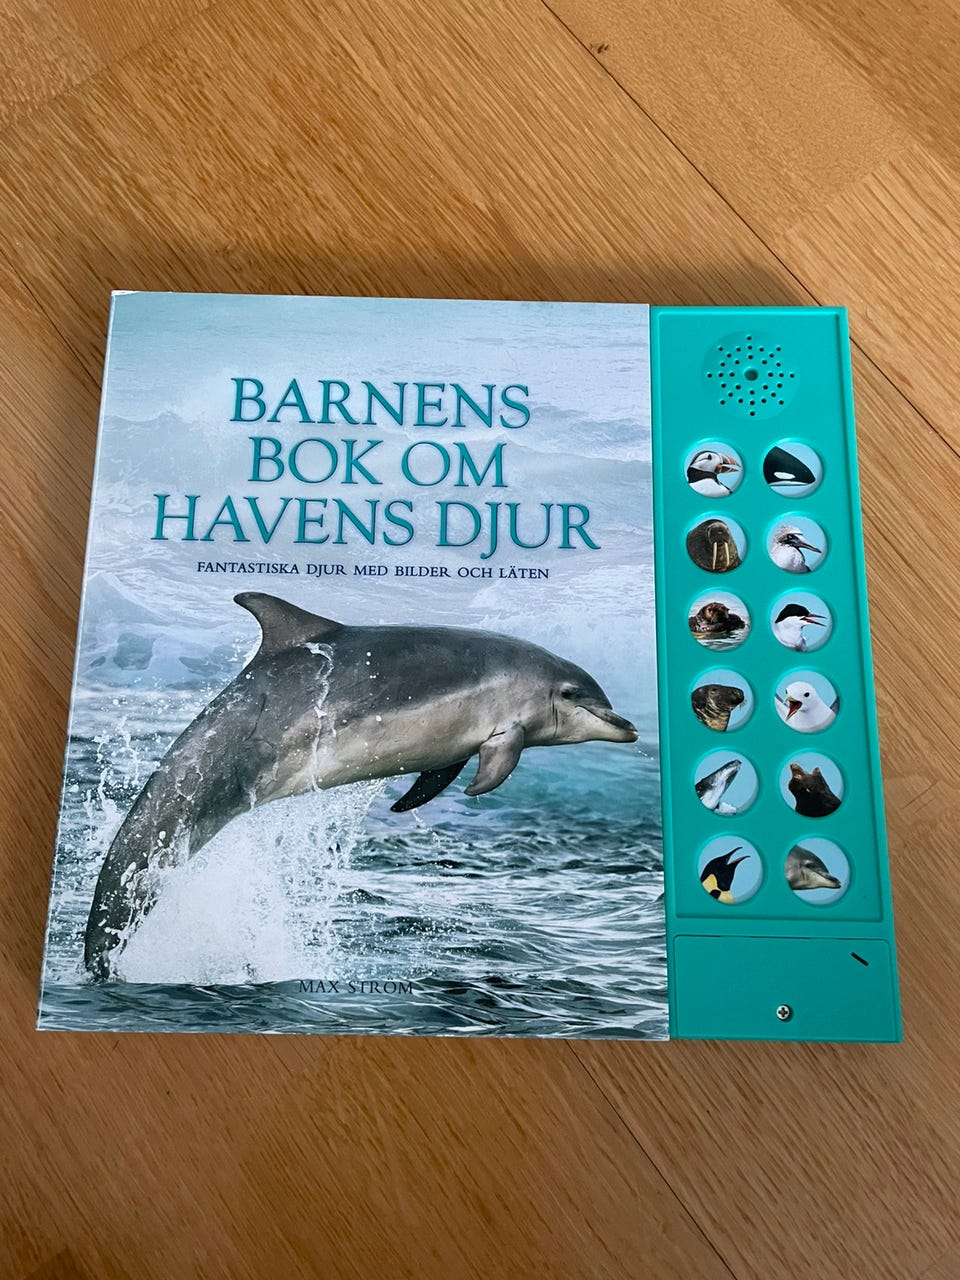 BARNENS
BOK OM
HAVENS DJUR
FANTASTISKA DJUR MED BILDER OCH LÄTEN
MAX STRÖM